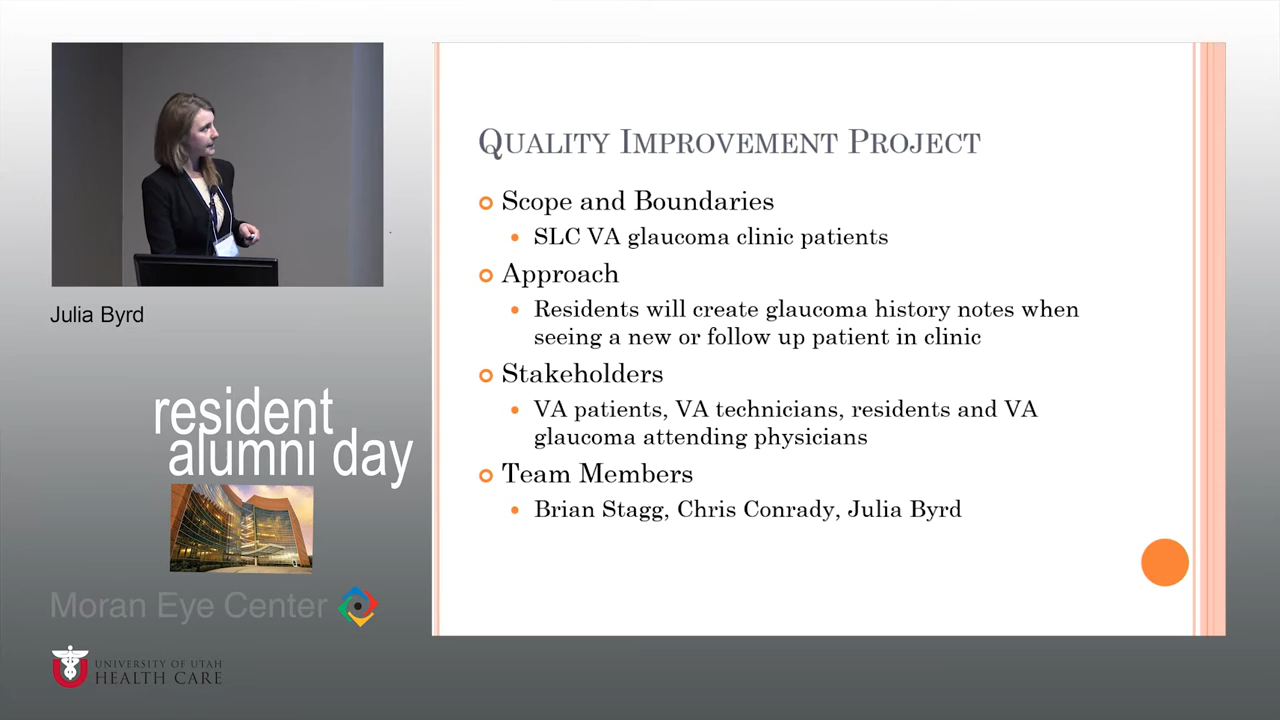 QUALITY IMPROVEMENT PROJECT
Scope and Boundaries
SLC VA glaucoma clinic patients
Approach
Residents will create glaucoma history notes when
seeing a new or follow up patient in clinic
Stakeholders
VA patients, VA technicians, residents and VA
glaucoma attending physicians
Team Members
Brian Stagg, Chris Conrady, Julia Byrd
Julia Byrd
resident
alumni day
Moran Eye Center
UNIVERSITY OF UTAH
HEALTH CARE